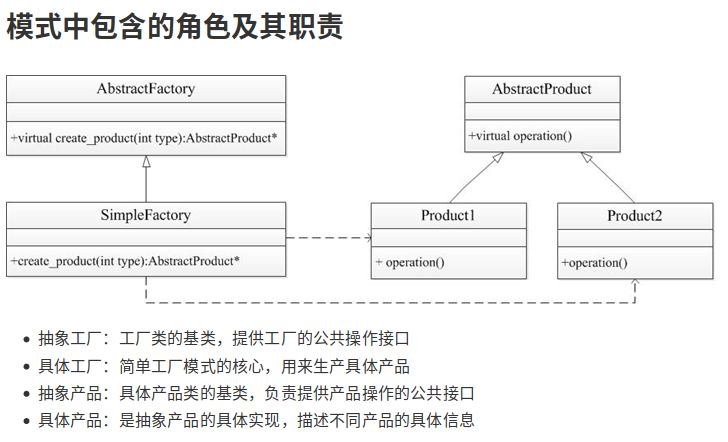 模式中包含的角色及其职责
AbstractFactory
+virtual create_product(int type):AbstractProduct*
AbstractProduct
+virtual operation()
SimpleFactory
+create_product(int type):AbstractProduct*
Product1
+ operation()
Product2
+operation()
抽象工厂：工厂类的基类，提供工厂的公共操作接口
具体工厂：简单工厂模式的核心，用来生产具体产品
抽象产品：具体产品类的基类，负责提供产品操作的公共接口
具体产品：是抽象产品的具体实现，描述不同产品的具体信息